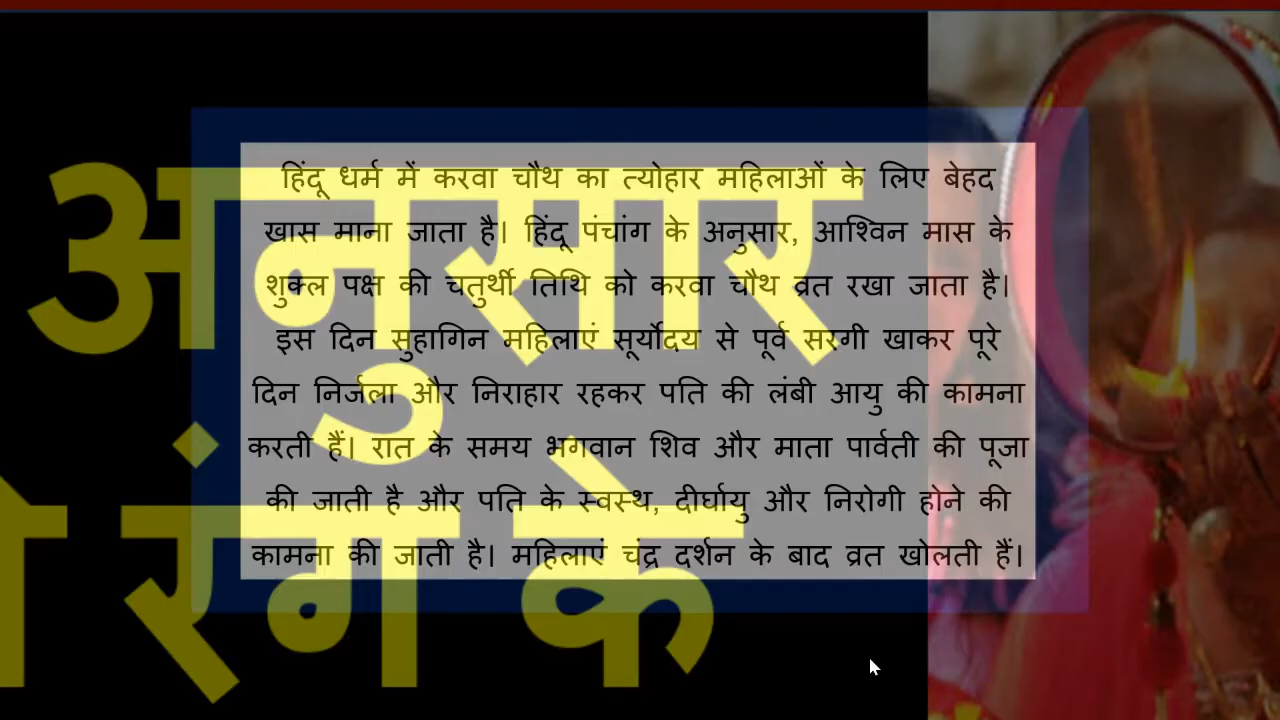 हिंदू धर्म में करवा चौथ का त्योहार महिलाओं के लिए बेहद
खास माना जाता है। हिंदू पंचांग के अनुसार, आश्विन मास के
शुक्ल पक्ष की चतुर्थी तिथि को करवा चौथ व्रत रखा जाता है।
इस दिन सुहागिन महिलाएं सूर्योदय से पूर्व सरगी खाकर पूरे
दिन निर्जला और निराहार रहकर पति की लंबी आयु की कामना
करती हैं। रात के समय भगवान शिव और माता पार्वती की पूजा
की जाती है और पति के स्वस्थ, दीर्घायु और निरोगी होने की
कामना की जाती है। महिलाएं चंद्र दर्शन के बाद व्रत खोलती हैं।
अनुसार
रंग के